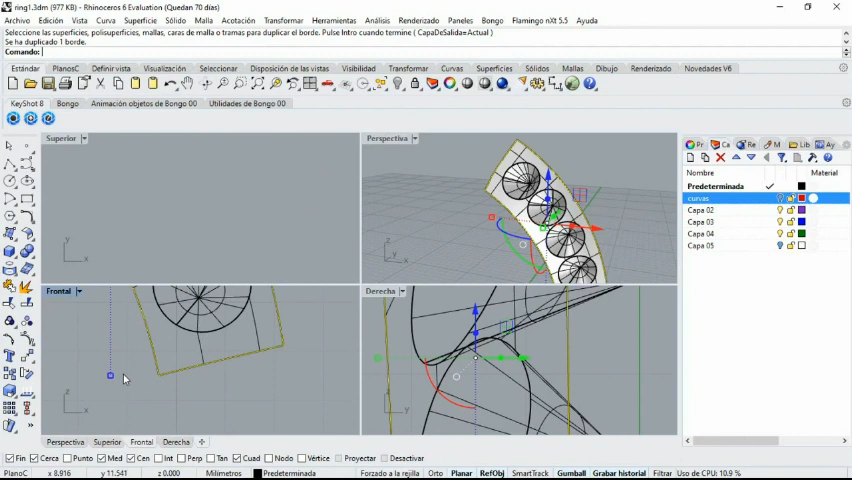 ring1.3dm (977 KB) - Rhinoceros 6 Evaluation (Quedan 70 días)
Archivo Edición Vista Curva Superficie Sólido Malla Acotación Transformar Herramientas Análisis Renderizado Paneles Bongo Flamingo nXt 5.5 Ayuda
Seleccione las superficies, polisuperficies, mallas, caras de malla o tramas para duplicar el borde. Pulse Intro cuando termine ( CapaDeSalida=Actual )
Se ha duplicado 1 borde.
Comando:
Estándar PlanosC Definir vista Visualización Seleccionar Disposición de las vistas Visibilidad Transformar Curvas Superficies Sólidos Mallas Dibujo Renderizado Novedades V6
KeyShot 8 Bongo Animación objetos de Bongo 00 Utilidades de Bongo 00
Superior Perspectiva
Pr Ca Re M Lib Ay
Nombre Material
Predeterminada
curvas
Capa 02
Capa 03
Capa 04
Capa 05
y x
z x y
Frontal Derecha
z x
z y
Perspectiva Superior Frontal Derecha
Fin Cerca Punto Med Cen Int Perp Tan Cuad Nodo Vértice Proyectar Desactivar
PlanoC x 8.916 y 11.541 z 0.000 Milímetros Predeterminada Forzado a la rejilla Orto Planar RefObj SmartTrack Gumball Grabar historial Filtrar Uso de CPU: 10.9 %